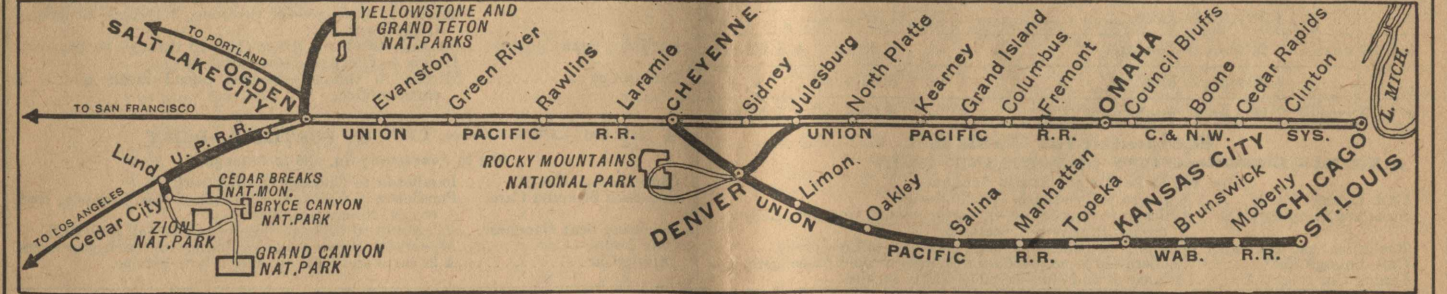 YELLOWSTONE AND
GRAND TETON
NAT. PARKS
TO PORTLAND
SALT LAKE CITY
OGDEN
TO SAN FRANCISCO
Evanston
Green River
Rawlins
Laramie
CHEYENNE
Sidney
Julesburg
North Platte
Kearney
Grand Island
Columbus
Fremont
OMAHA
Council Bluffs
Boone
Cedar Rapids
Clinton
L. MICH.
UNION PACIFIC R.R.
UNION PACIFIC R.R.
C. & N.W. SYS.
CHICAGO
U. P. R. R.
Lund
TO LOS ANGELES
Cedar City
CEDAR BREAKS
NAT. MON.
BRYCE CANYON
NAT. PARK
ZION
NAT. PARK
GRAND CANYON
NAT. PARK
ROCKY MOUNTAINS
NATIONAL PARK
DENVER
Limon
Oakley
Salina
Manhattan
Topeka
KANSAS CITY
Brunswick
Moberly
ST. LOUIS
UNION PACIFIC R.R.
WAB. R.R.